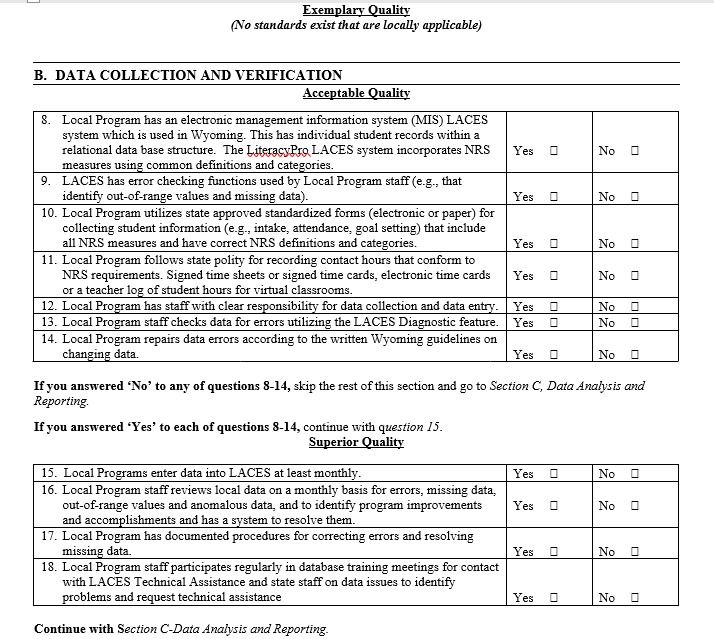 Exemplary Quality
(No standards exist that are locally applicable)
B. DATA COLLECTION AND VERIFICATION
Acceptable Quality
8. Local Program has an electronic management information system (MIS) LACES
system which is used in Wyoming. This has individual student records within a
relational data base structure. The LiteracyPro LACES system incorporates NRS
measures using common definitions and categories.
Yes ☐ No ☐
9. LACES has error checking functions used by Local Program staff (e.g., that
identify out-of-range values and missing data).
Yes ☐ No ☐
10. Local Program utilizes state approved standardized forms (electronic or paper) for
collecting student information (e.g., intake, attendance, goal setting) that include
all NRS measures and have correct NRS definitions and categories.
Yes ☐ No ☐
11. Local Program follows state polity for recording contact hours that conform to
NRS requirements. Signed time sheets or signed time cards, electronic time cards
or a teacher log of student hours for virtual classrooms.
Yes ☐ No ☐
12. Local Program has staff with clear responsibility for data collection and data entry. Yes ☐ No ☐
13. Local Program staff checks data for errors utilizing the LACES Diagnostic feature. Yes ☐ No ☐
14. Local Program repairs data errors according to the written Wyoming guidelines on
changing data.
Yes ☐ No ☐
If you answered ‘No’ to any of questions 8-14, skip the rest of this section and go to Section C, Data Analysis and
Reporting.
If you answered ‘Yes’ to each of questions 8-14, continue with question 15.
Superior Quality
15. Local Programs enter data into LACES at least monthly. Yes ☐ No ☐
16. Local Program staff reviews local data on a monthly basis for errors, missing data,
out-of-range values and anomalous data, and to identify program improvements
and accomplishments and has a system to resolve them.
Yes ☐ No ☐
17. Local Program has documented procedures for correcting errors and resolving
missing data.
Yes ☐ No ☐
18. Local Program staff participates regularly in database training meetings for contact
with LACES Technical Assistance and state staff on data issues to identify
problems and request technical assistance
Yes ☐ No ☐
Continue with Section C-Data Analysis and Reporting.